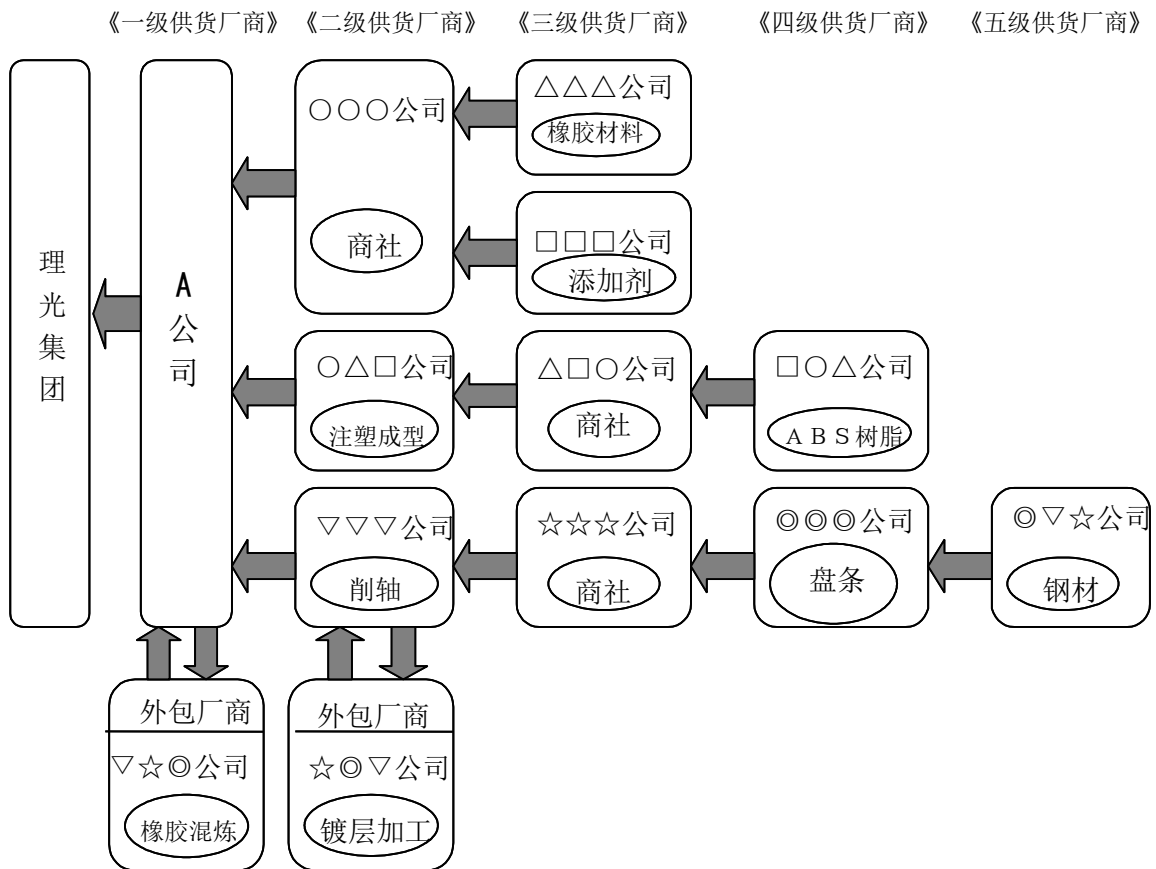 《一级供货厂商》 《二级供货厂商》 《三级供货厂商》 《四级供货厂商》 《五级供货厂商》
理光集团
A公司
○○○公司
商社
△△△公司
橡胶材料
□□□公司
添加剂
○△□公司
注塑成型
△□○公司
商社
□○△公司
ABS树脂
▽▽▽公司
削轴
☆☆☆公司
商社
◎◎◎公司
盘条
◎▽☆公司
钢材
外包厂商
▽☆◎公司
橡胶混炼
外包厂商
☆◎▽公司
镀层加工